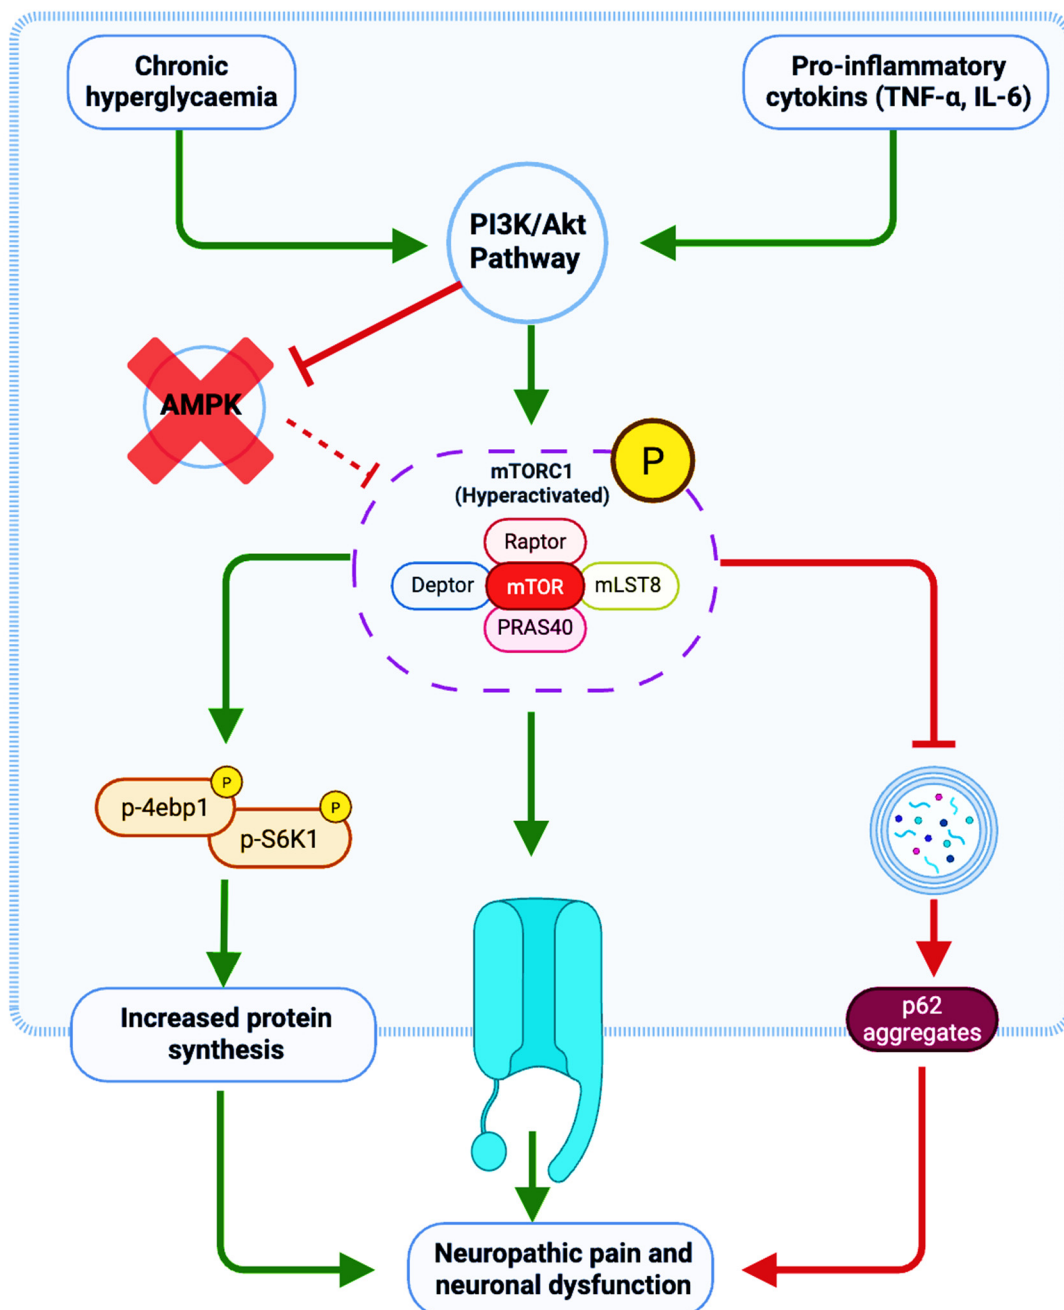 Chronic
hyperglycaemia
Pro-inflammatory
cytokins (TNF-α, IL-6)
PI3K/Akt
Pathway
AMPK
P
mTORC1
(Hyperactivated)
Raptor
Deptor
mTOR
mLST8
PRAS40
P
p-4ebp1
P
p-S6K1
Increased protein
synthesis
p62
aggregates
Neuropathic pain and
neuronal dysfunction